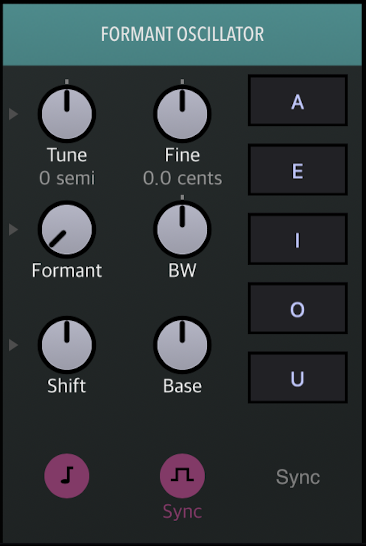 FORMANT OSCILLATOR
A
Tune Fine
0 semi 0.0 cents
E
I
Formant BW
O
U
Shift Base
Sync
Sync